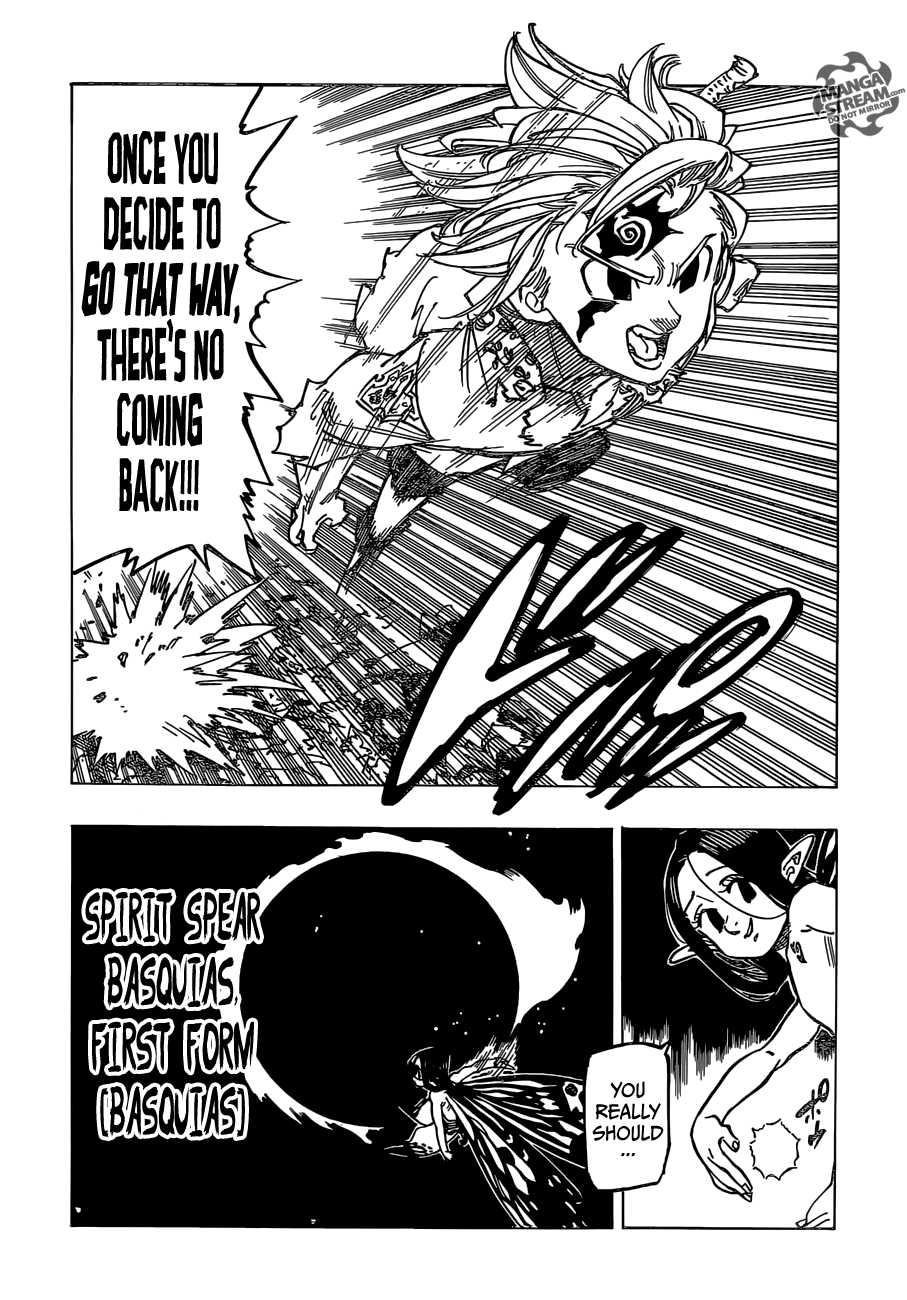 MANGA
STREAM.com
DO NOT MIRROR
ONCE YOU
DECIDE TO
GO THAT WAY,
THERE'S NO
COMING
BACK!!!
YOU
REALLY
SHOULD
...
SPIRIT SPEAR
BASQUIAS,
FIRST FORM
[BASQUIAS]